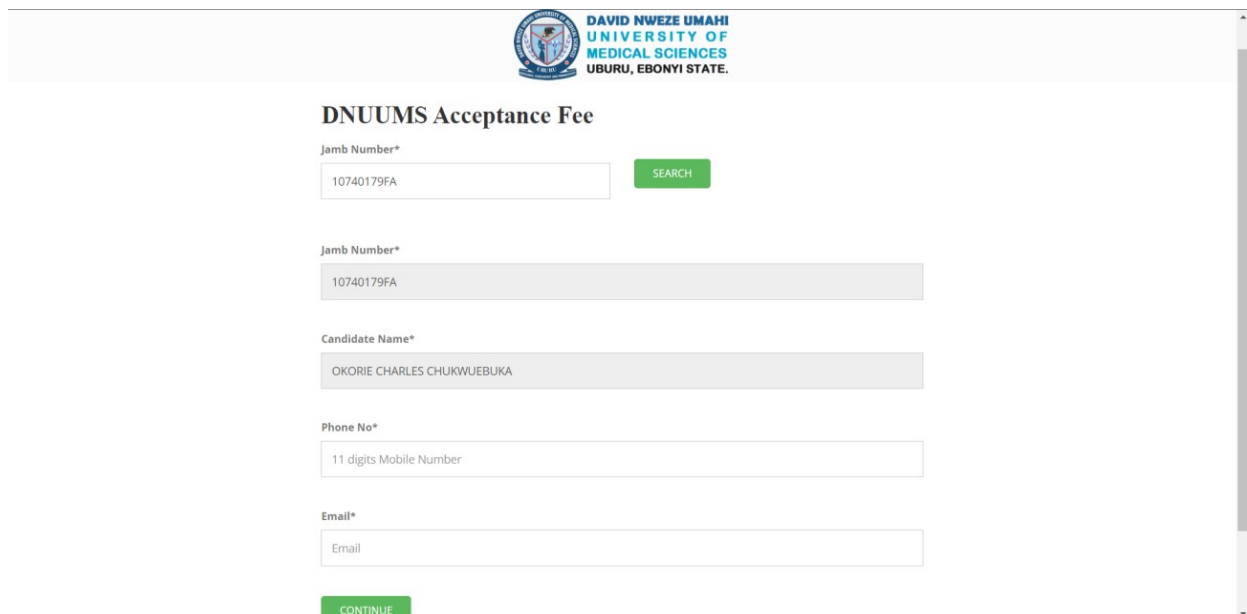 DAVID NWEZE UMAHI
UNIVERSITY OF
MEDICAL SCIENCES
UBURU, EBONYI STATE.
DNUUMS Acceptance Fee
Jamb Number*
10740179FA
SEARCH
Jamb Number*
10740179FA
Candidate Name*
OKORIE CHARLES CHUKWUEBUKA
Phone No*
11 digits Mobile Number
Email*
Email
CONTINUE